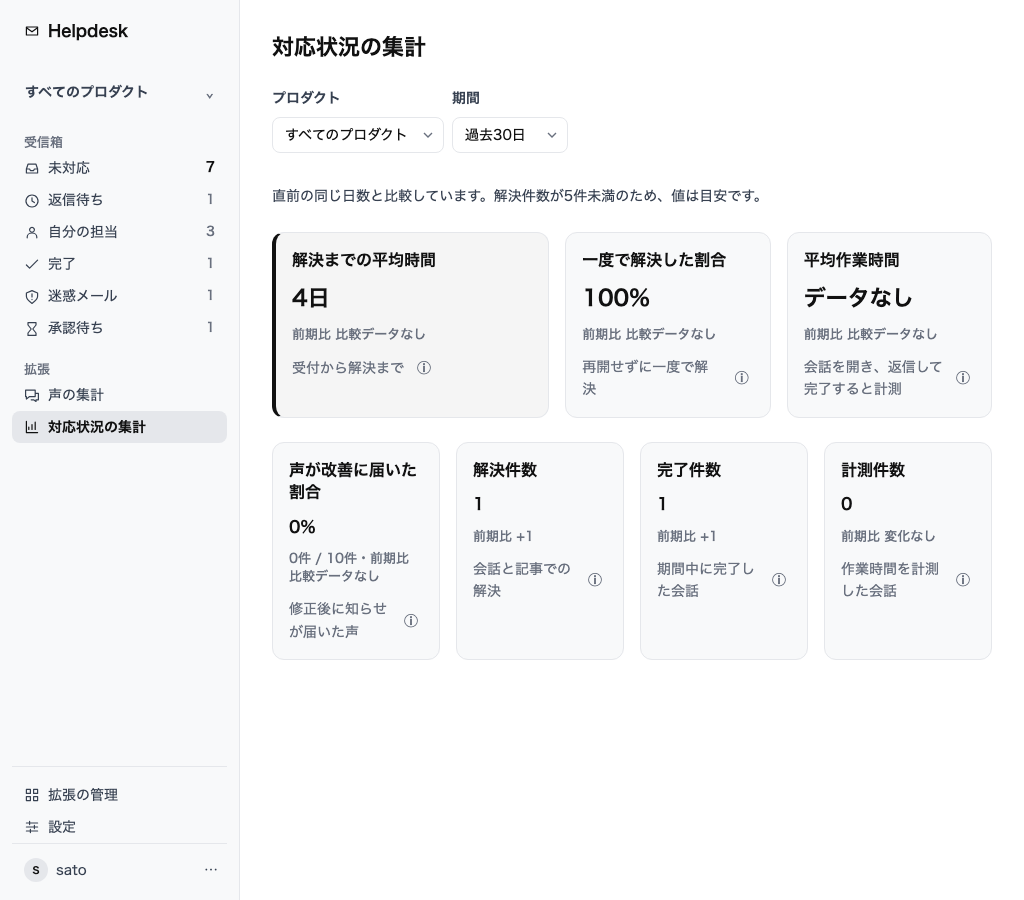 Helpdesk
すべてのプロダクト
受信箱
未対応 7
返信待ち 1
自分の担当 3
完了 1
迷惑メール 1
承認待ち 1
拡張
声の集計
対応状況の集計
拡張の管理
設定
S sato ...
対応状況の集計
プロダクト 期間
すべてのプロダクト 過去30日
直前の同じ日数と比較しています。解決件数が5件未満のため、値は目安です。
解決までの平均時間
4日
前期比 比較データなし
受付から解決まで
一度で解決した割合
100%
前期比 比較データなし
再開せずに一度で解
決
平均作業時間
データなし
前期比 比較データなし
会話を開き、返信して
完了すると計測
声が改善に届いた
割合
0%
0件 / 10件・前期比
比較データなし
修正後に知らせ
が届いた声
解決件数
1
前期比 +1
会話と記事での
解決
完了件数
1
前期比 +1
期間中に完了し
た会話
計測件数
0
前期比 変化なし
作業時間を計測
した会話